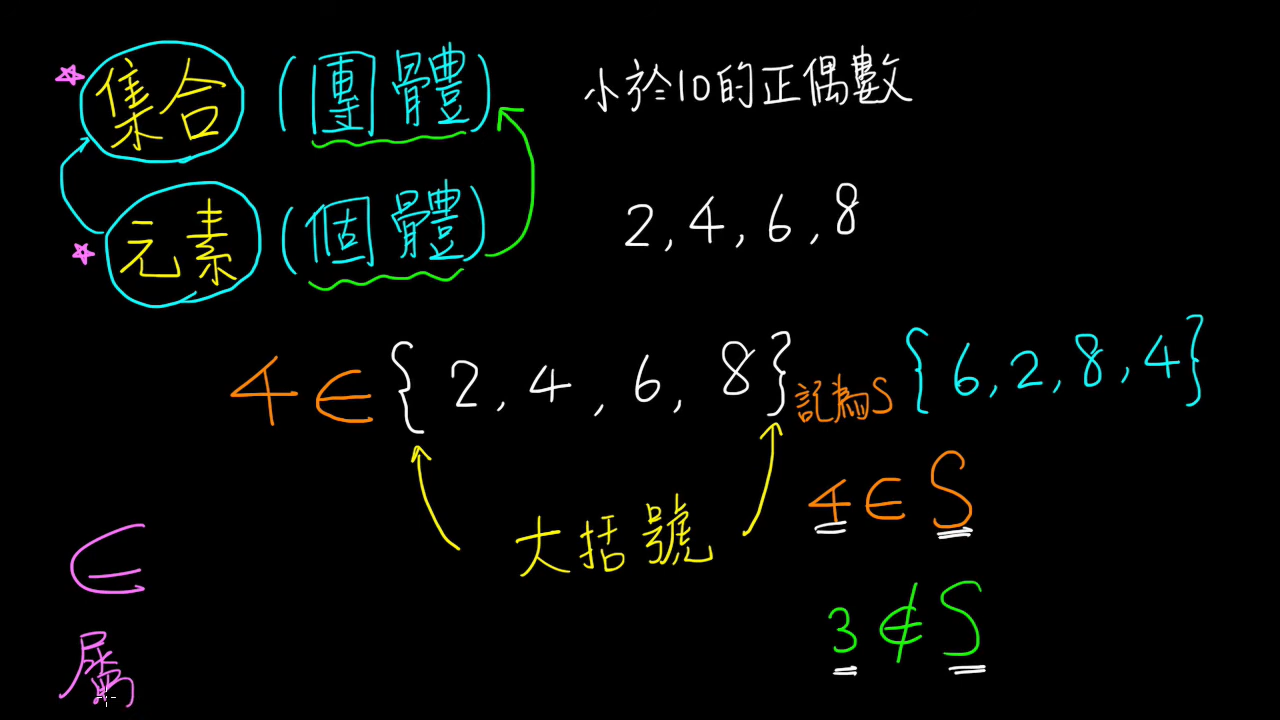 集合 (團體) 小於10的正偶數
元素 (個體) 2, 4, 6, 8
4 ∈ { 2, 4, 6, 8 } 記為S { 6, 2, 8, 4 }
大括號 4 ∈ S
∈
3 ∉ S
屬